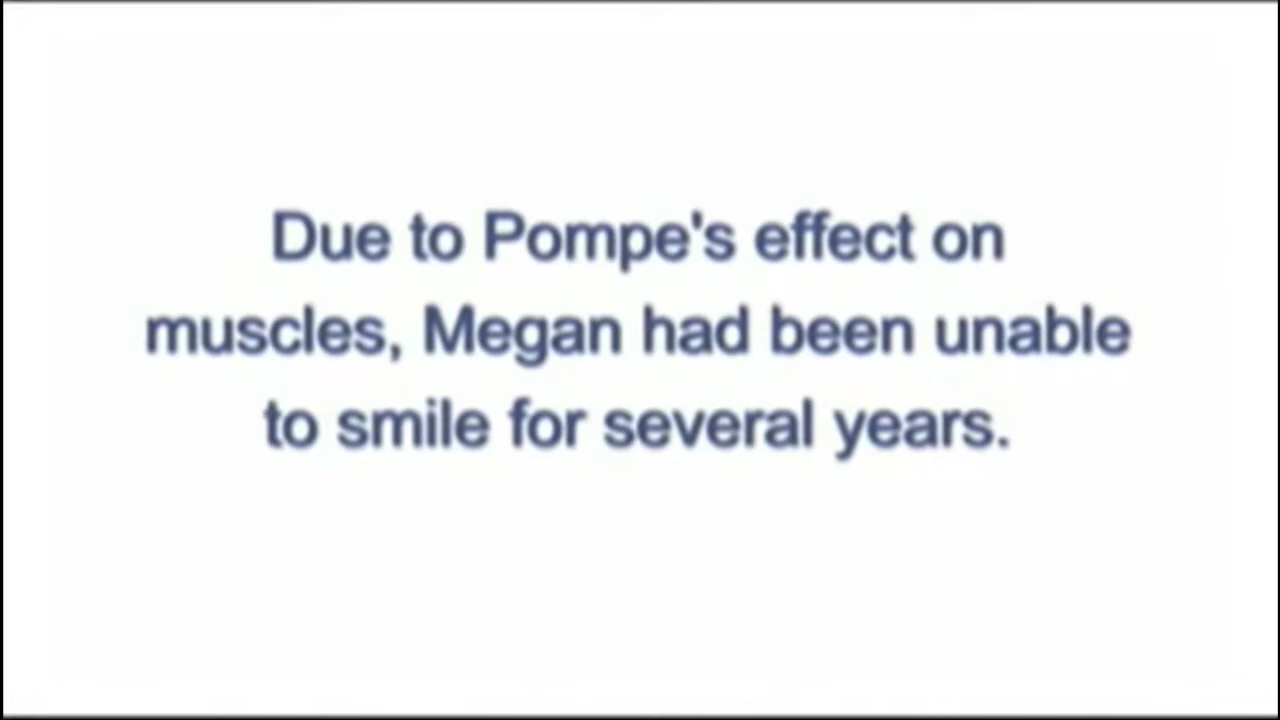 Due to Pompe's effect on
muscles, Megan had been unable
to smile for several years.